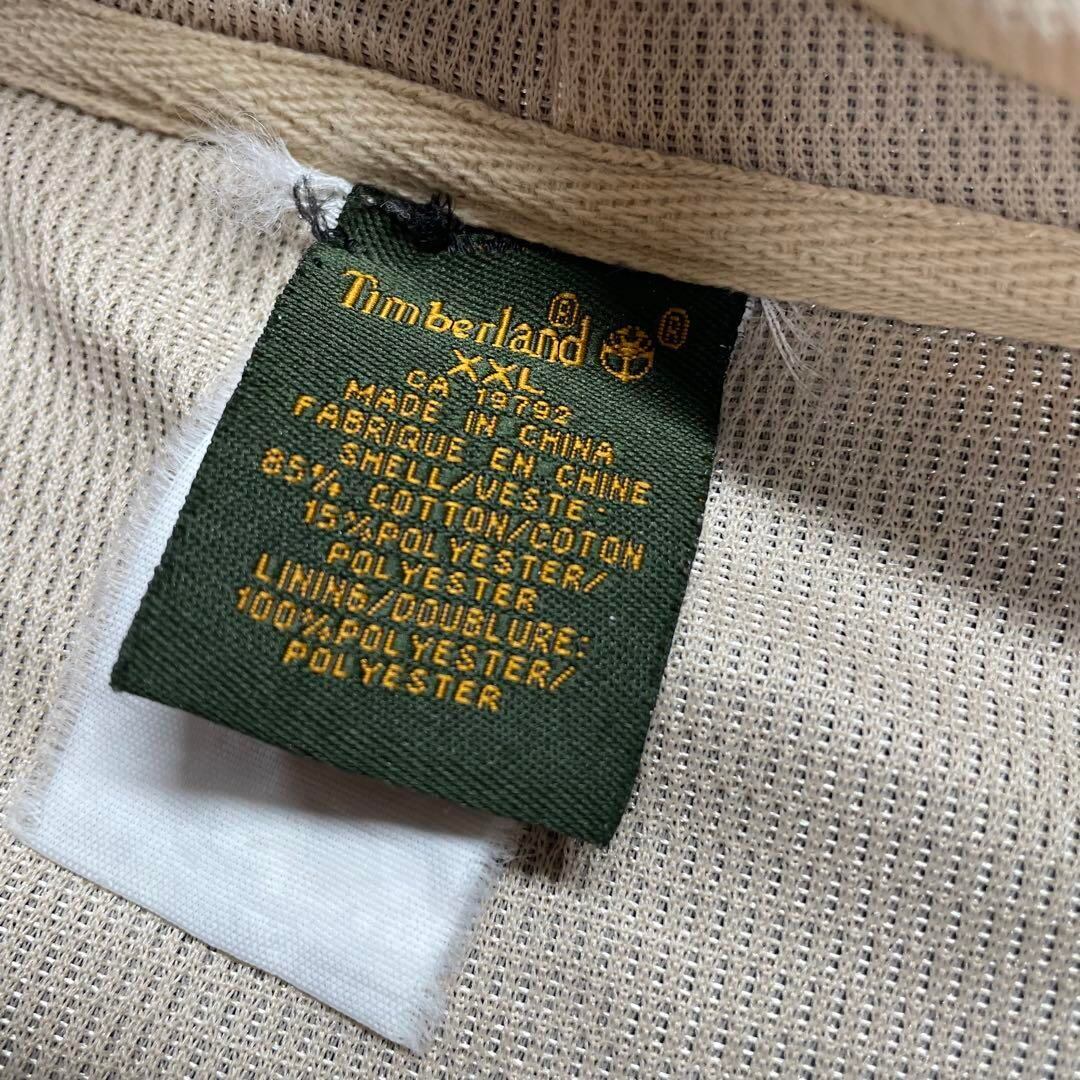 Timberland® ®
XXL
CA 19792
MADE IN CHINA
FABRIQUE EN CHINE
SHELL/VESTE:
85% COTTON/COTON
15%POLYESTER/
POLYESTER
LINING/DOUBLURE:
100%POLYESTER/
POLYESTER